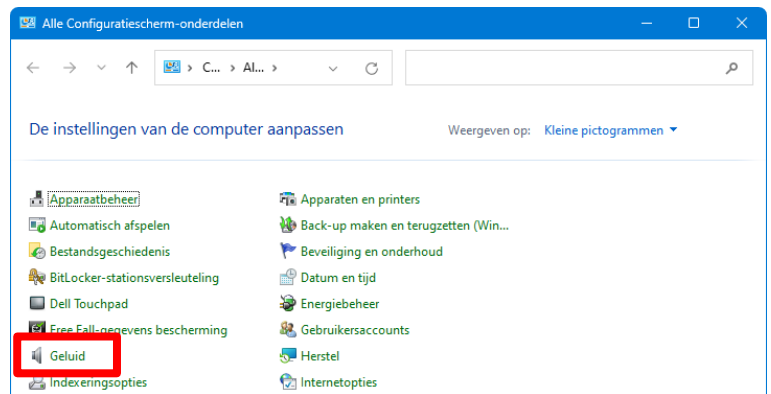 Alle Configuratiescherm-onderdelen
C... > Al... >
De instellingen van de computer aanpassen
Weergeven op: Kleine pictogrammen
Apparaatbeheer
Apparaten en printers
Automatisch afspelen
Back-up maken en terugzetten (Win...
Bestandsgeschiedenis
Beveiliging en onderhoud
BitLocker-stationsversleuteling
Datum en tijd
Dell Touchpad
Energiebeheer
Free Fall-gegevens bescherming
Gebruikersaccounts
Geluid
Herstel
Indexeringsopties
Internetopties